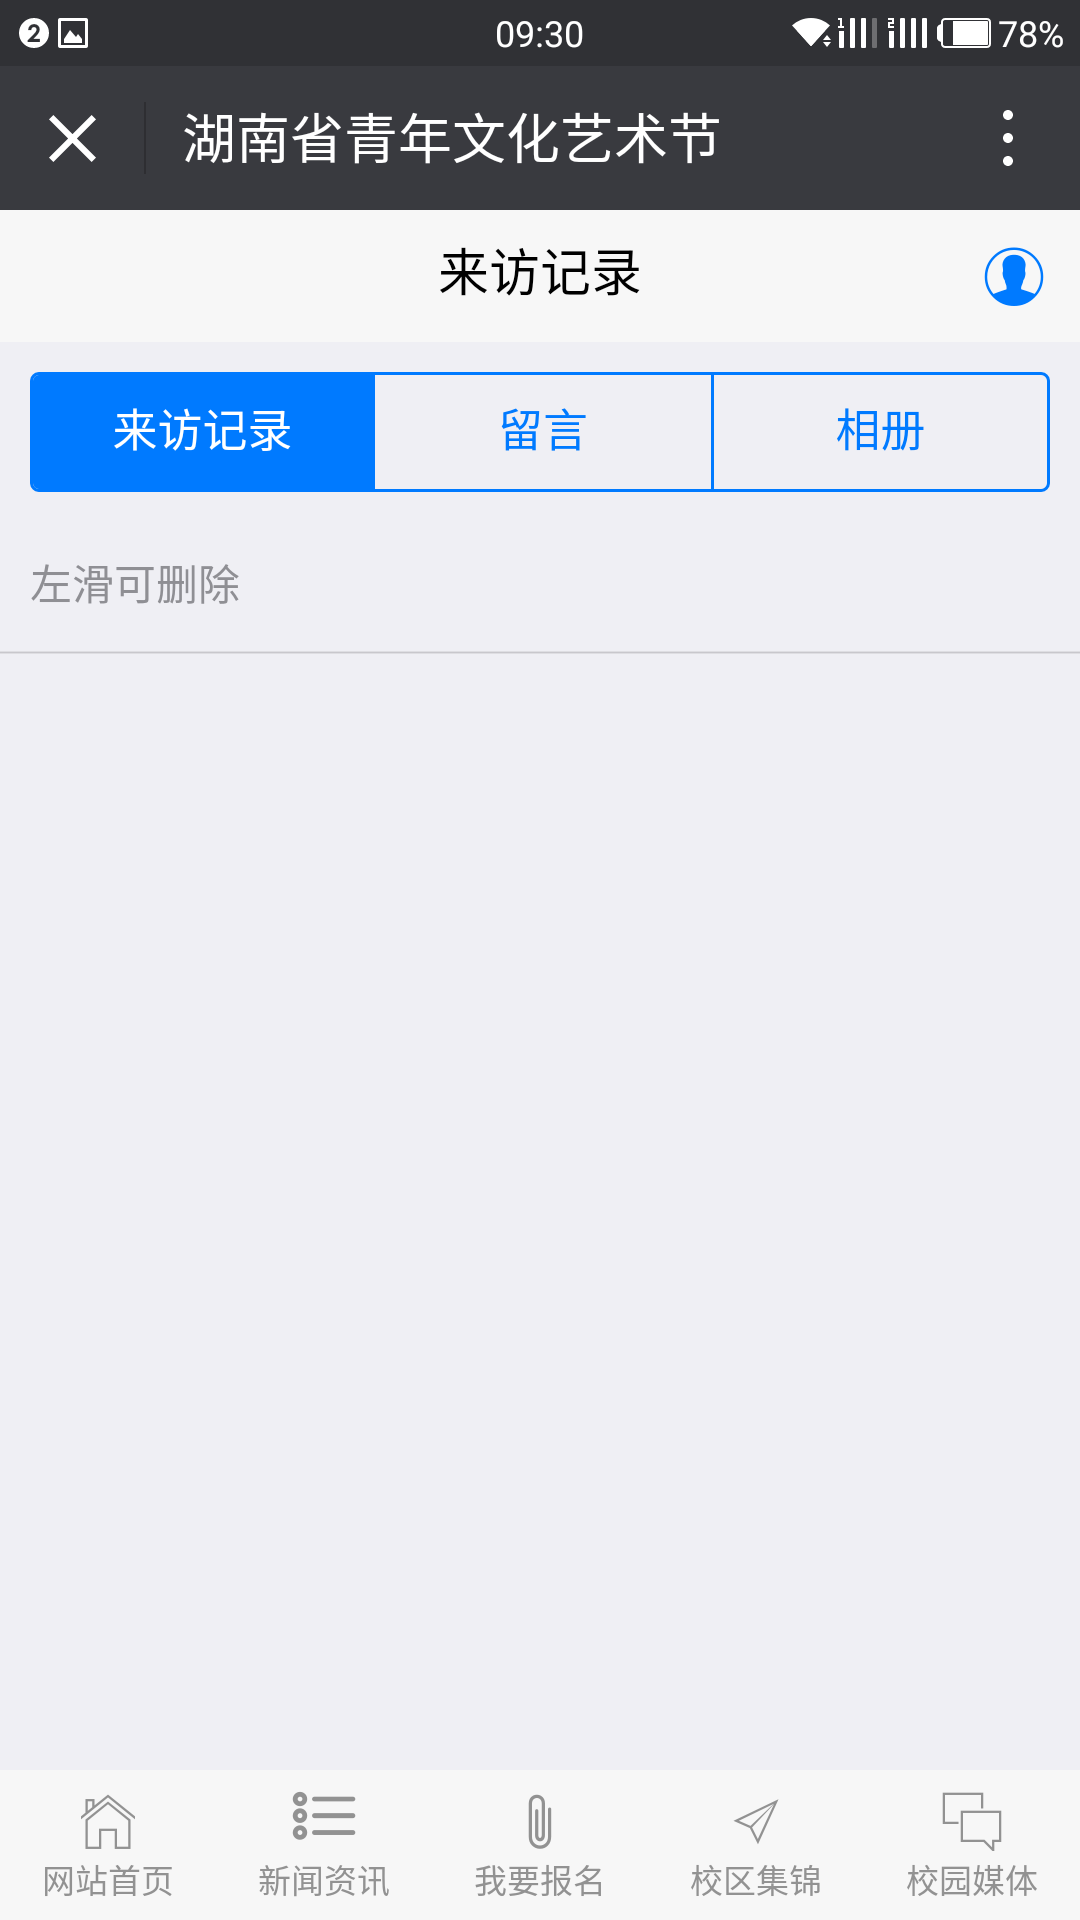 2 09:30 1 2 78%
湖南省青年文化艺术节
来访记录
来访记录 留言 相册
左滑可删除
网站首页 新闻资讯 我要报名 校区集锦 校园媒体